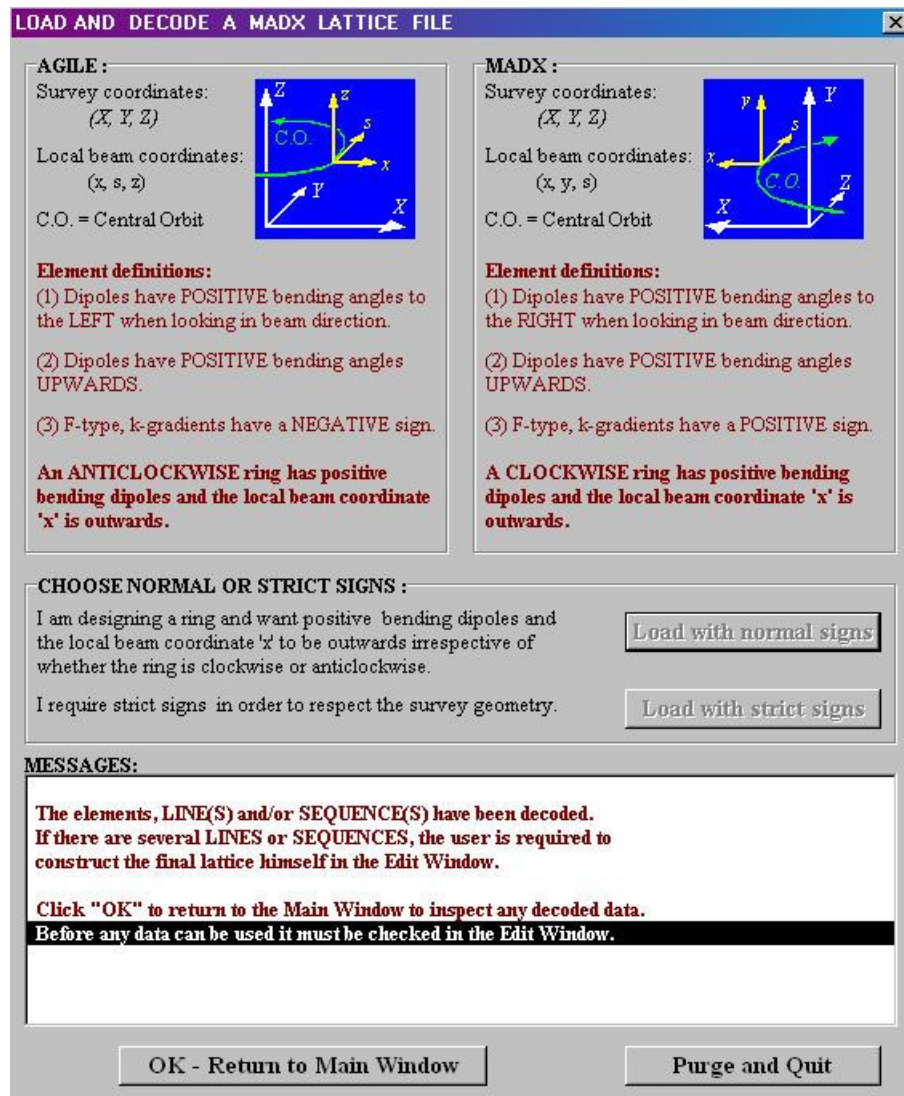 LOAD AND DECODE A MADX LATTICE FILE
AGILE :
Survey coordinates:
(X, Y, Z)
Local beam coordinates:
(x, s, z)
C.O. = Central Orbit
Z
z
C.O.
s
x
Y
X
Element definitions:
(1) Dipoles have POSITIVE bending angles to
the LEFT when looking in beam direction.
(2) Dipoles have POSITIVE bending angles
UPWARDS.
(3) F-type, k-gradients have a NEGATIVE sign.
An ANTICLOCKWISE ring has positive
bending dipoles and the local beam coordinate
'x' is outwards.
MADX :
Survey coordinates:
(X, Y, Z)
Local beam coordinates:
(x, y, s)
C.O. = Central Orbit
y
Y
s
x
C.O.
Z
X
Element definitions:
(1) Dipoles have POSITIVE bending angles to
the RIGHT when looking in beam direction.
(2) Dipoles have POSITIVE bending angles
UPWARDS.
(3) F-type, k-gradients have a POSITIVE sign.
A CLOCKWISE ring has positive bending
dipoles and the local beam coordinate 'x' is
outwards.
CHOOSE NORMAL OR STRICT SIGNS :
I am designing a ring and want positive bending dipoles and
the local beam coordinate 'x' to be outwards irrespective of
whether the ring is clockwise or anticlockwise.
Load with normal signs
I require strict signs in order to respect the survey geometry.
Load with strict signs
MESSAGES:
The elements, LINE(S) and/or SEQUENCE(S) have been decoded.
If there are several LINES or SEQUENCES, the user is required to
construct the final lattice himself in the Edit Window.
Click "OK" to return to the Main Window to inspect any decoded data.
Before any data can be used it must be checked in the Edit Window.
OK - Return to Main Window
Purge and Quit